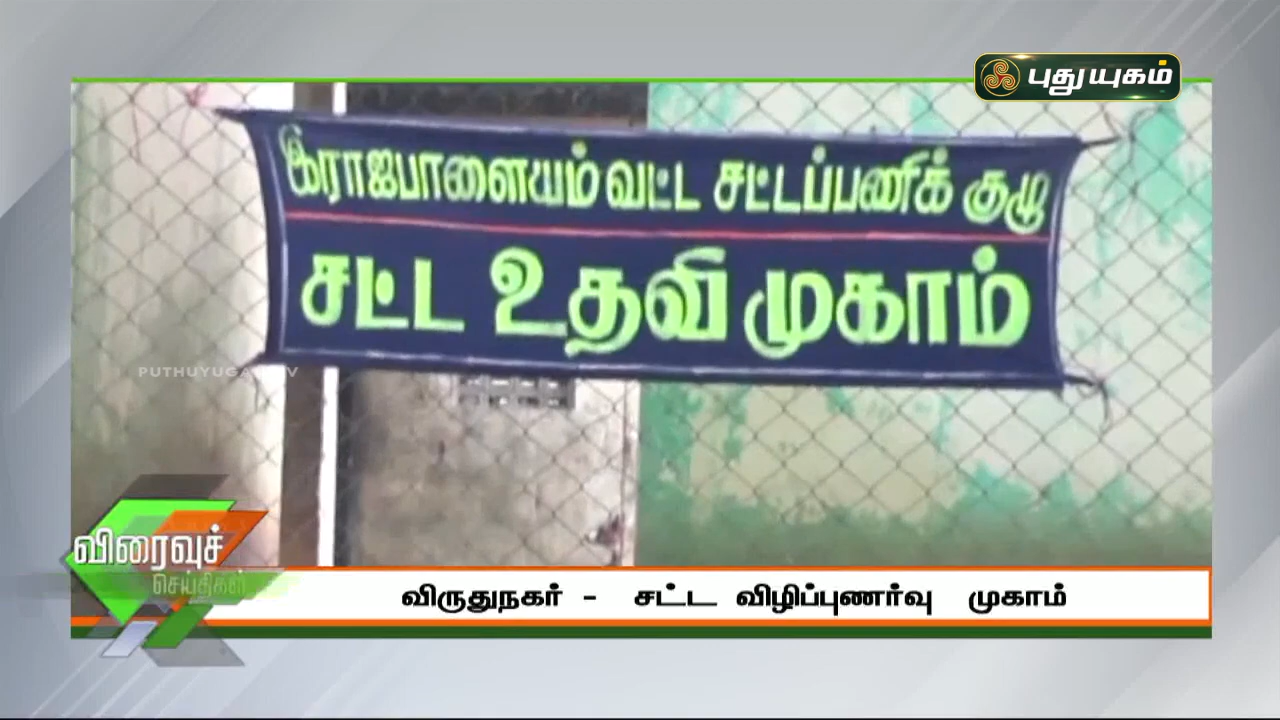 புதுயுகம்
இராஜபாளையம் வட்ட சட்டப்பணிக் குழு
சட்ட உதவி முகாம்
PUTHUYUGAM TV
விரைவுச்
செய்திகள்
விருதுநகர் - சட்ட விழிப்புணர்வு முகாம்